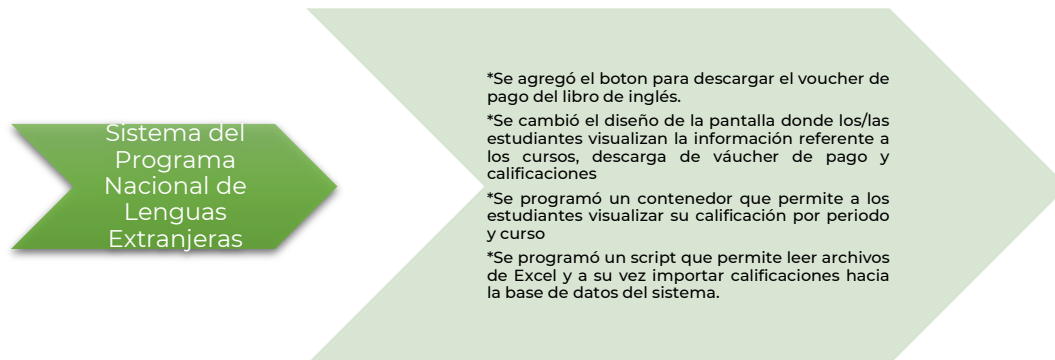 Sistema del
Programa
Nacional de
Lenguas
Extranjeras
*Se agregó el boton para descargar el voucher de
pago del libro de inglés.
*Se cambió el diseño de la pantalla donde los/las
estudiantes visualizan la información referente a
los cursos, descarga de váucher de pago y
calificaciones
*Se programó un contenedor que permite a los
estudiantes visualizar su calificación por periodo
y curso
*Se programó un script que permite leer archivos
de Excel y a su vez importar calificaciones hacia
la base de datos del sistema.